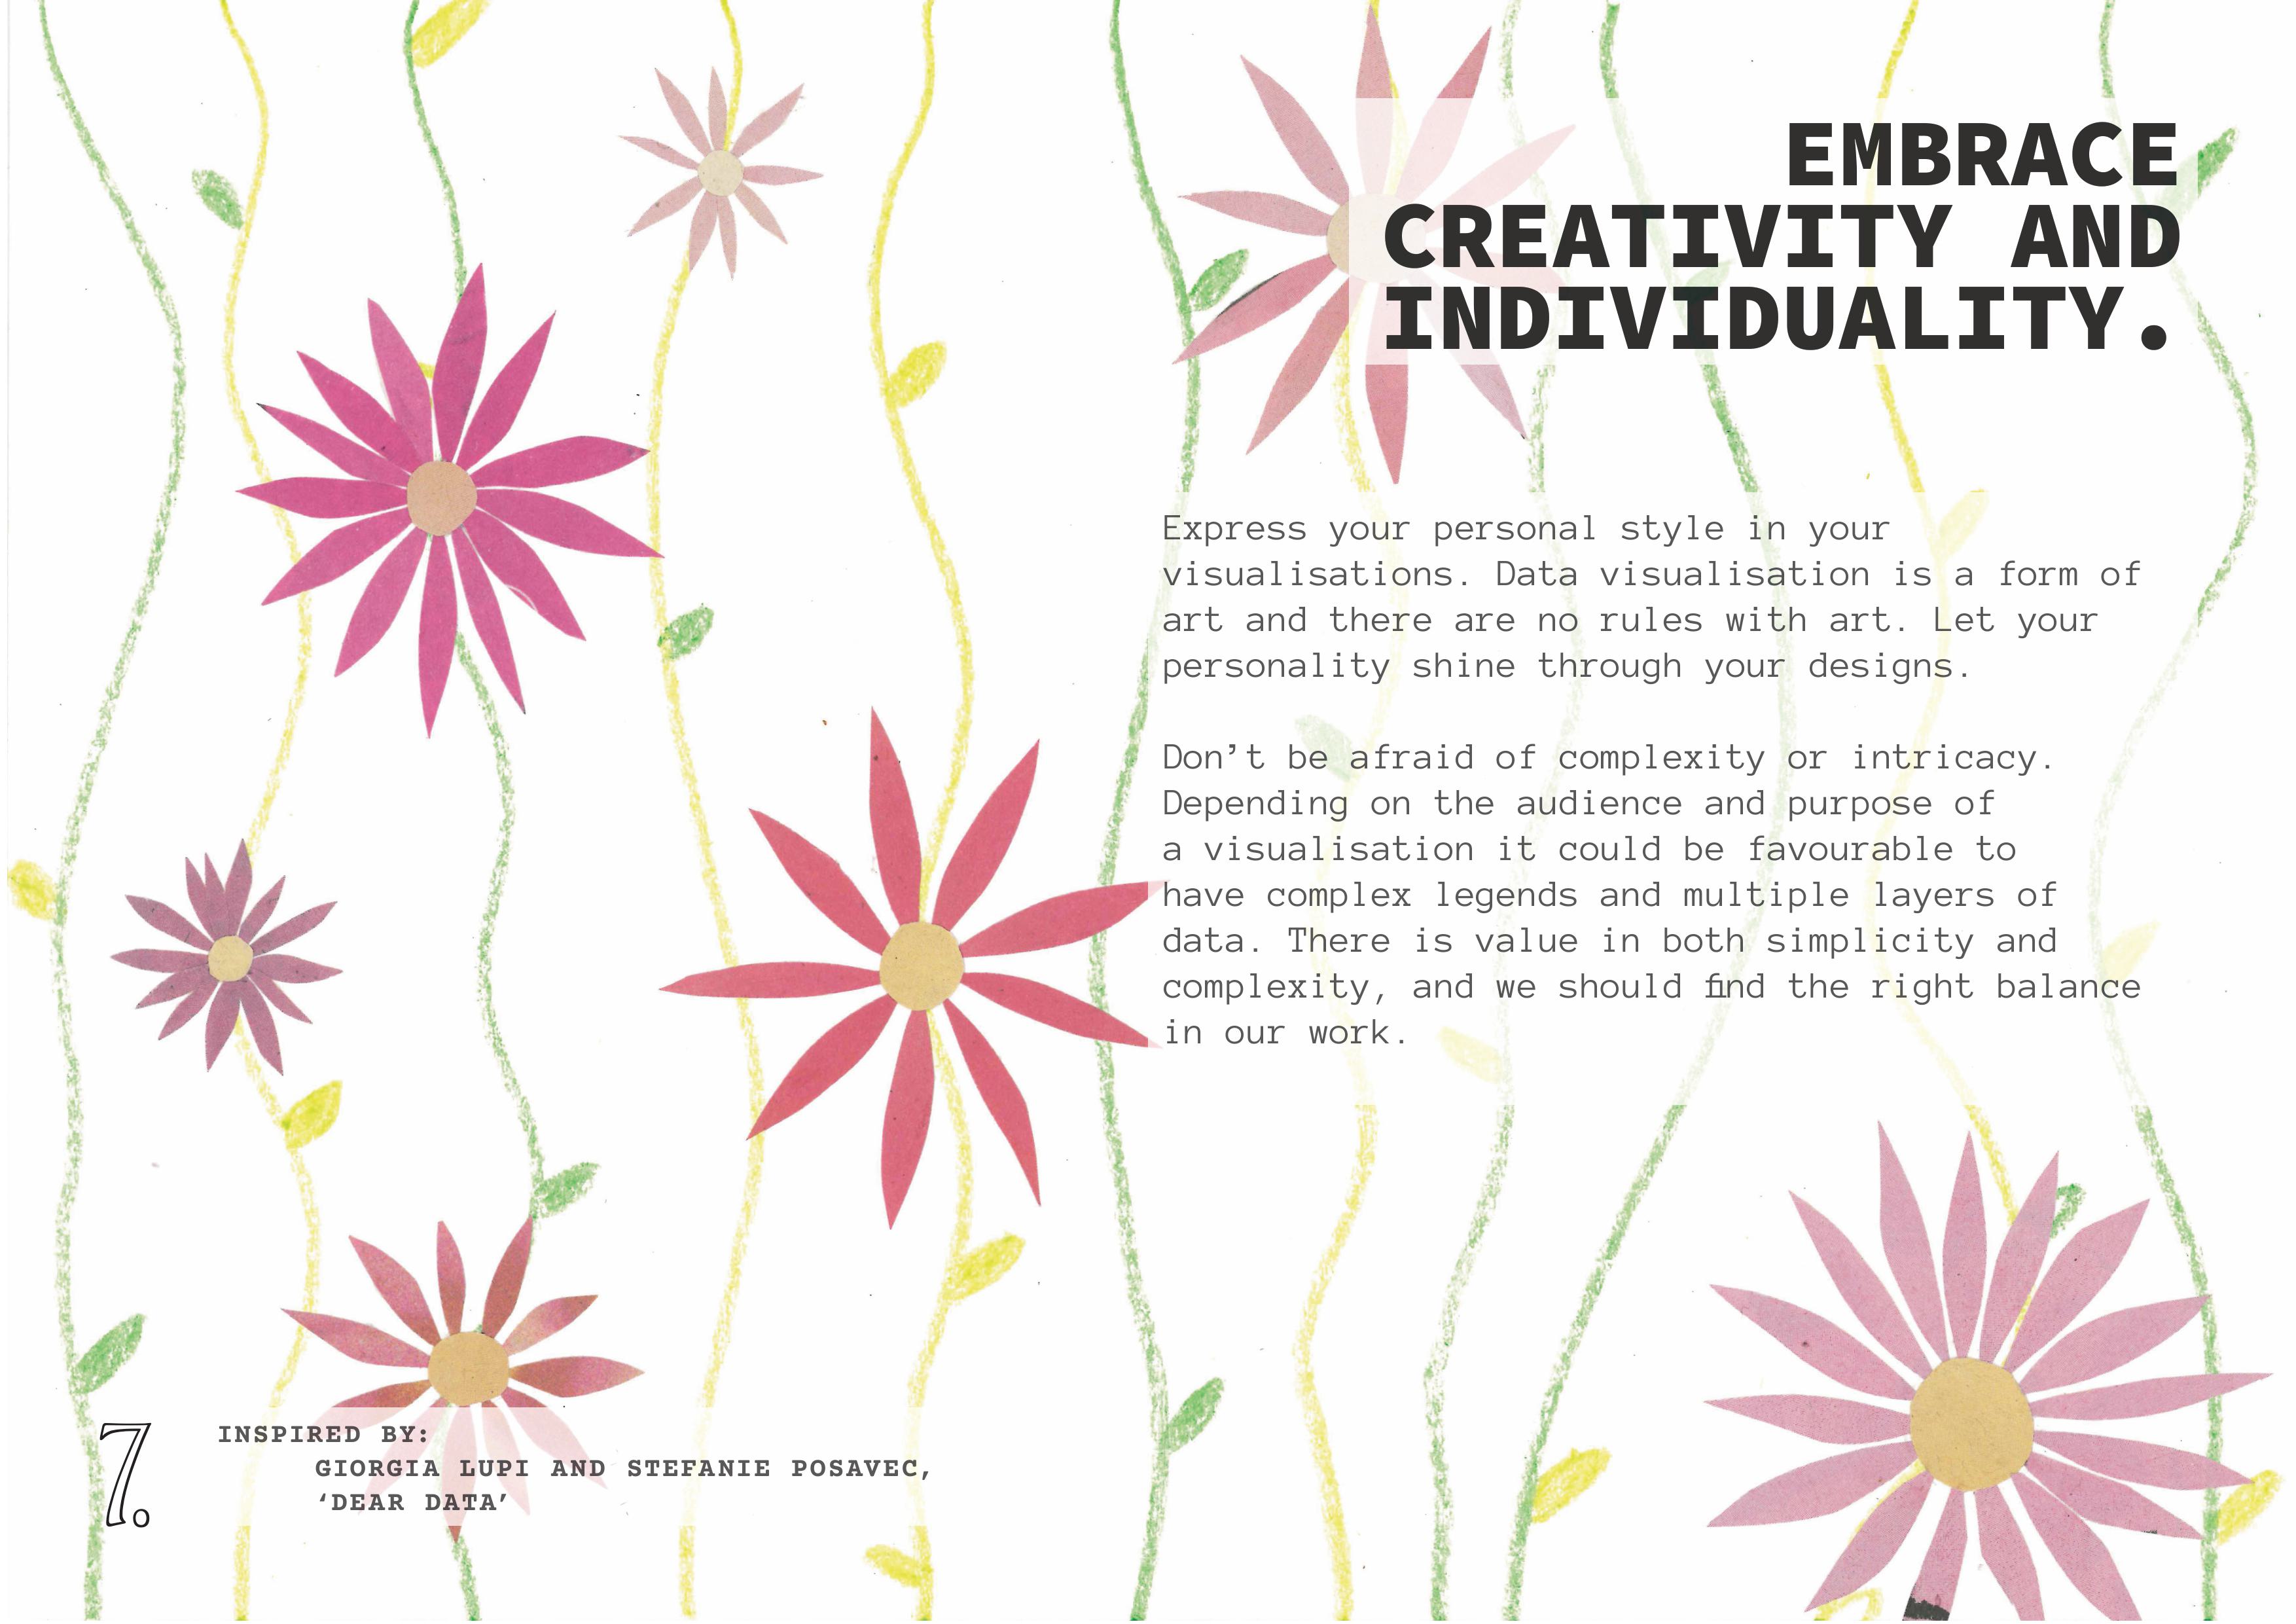 EMBRACE
CREATIVITY AND
INDIVIDUALITY.
Express your personal style in your
visualisations. Data visualisation is a form of
art and there are no rules with art. Let your
personality shine through your designs.
Don’t be afraid of complexity or intricacy.
Depending on the audience and purpose of
a visualisation it could be favourable to
have complex legends and multiple layers of
data. There is value in both simplicity and
complexity, and we should find the right balance
in our work.
7.
INSPIRED BY:
GIORGIA LUPI AND STEFANIE POSAVEC,
‘DEAR DATA’